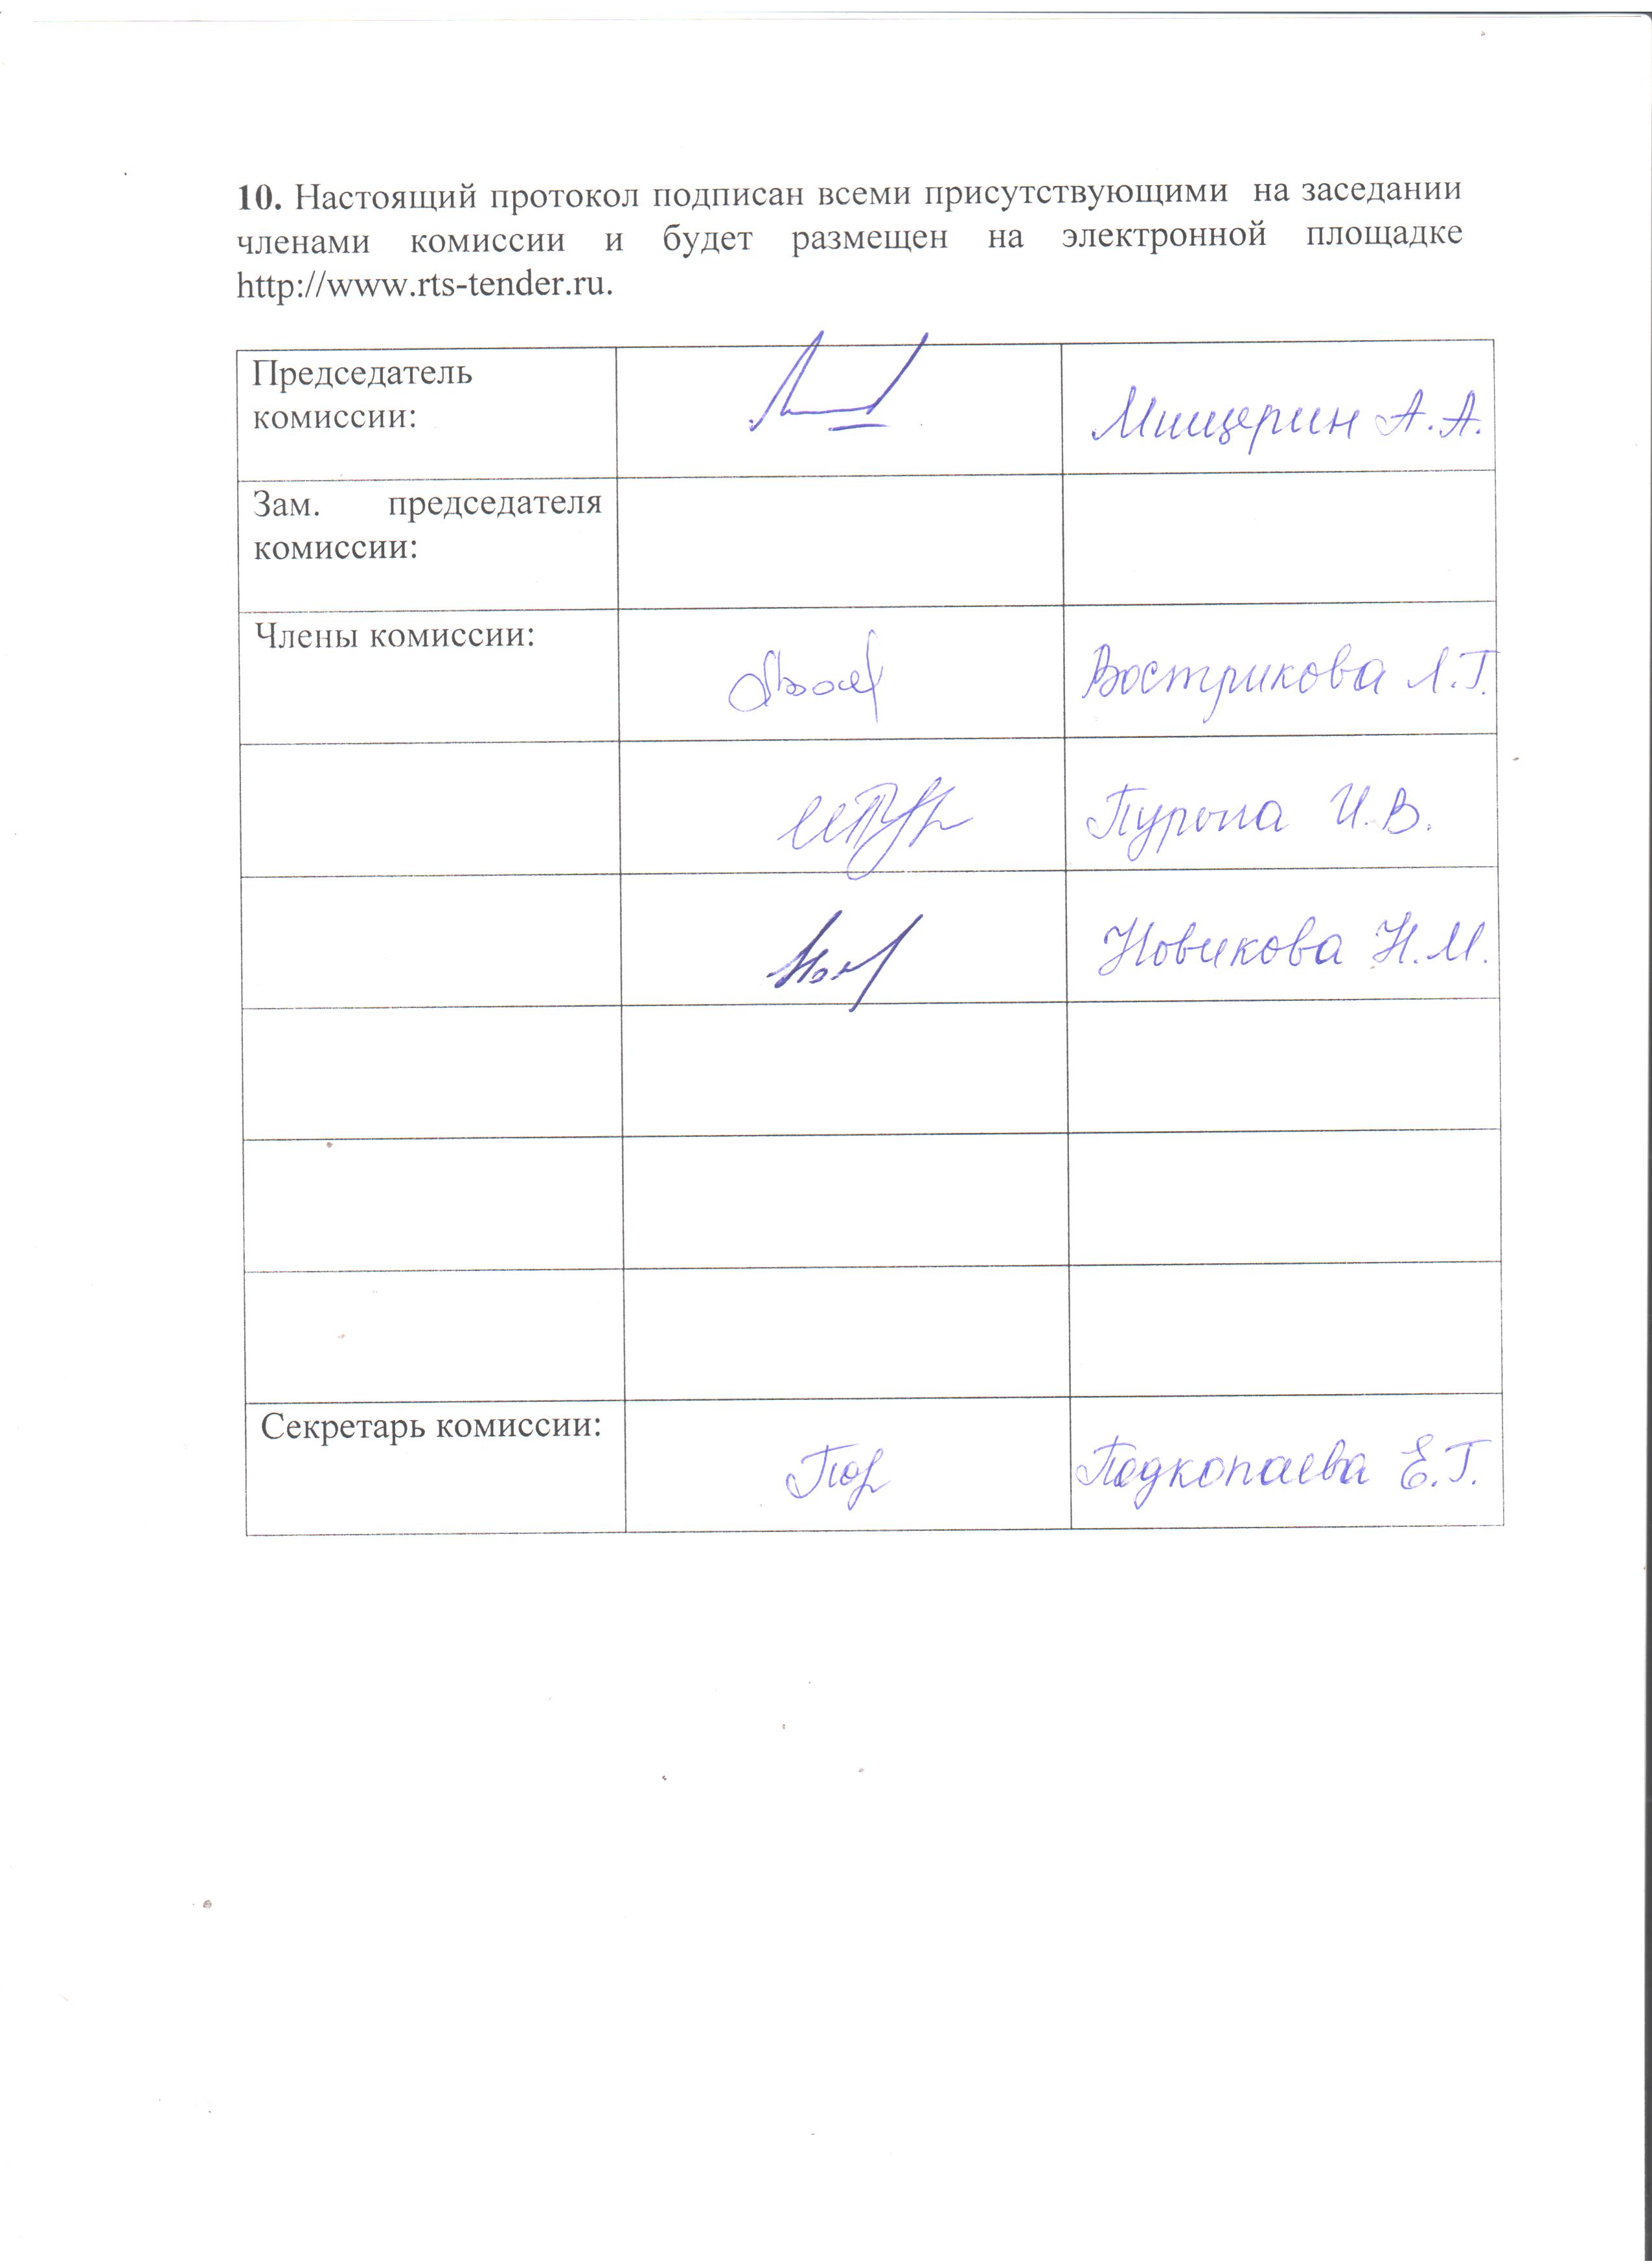 10. Настоящий протокол подписан всеми присутствующими на заседании
членами комиссии и будет размещен на электронной площадке
http://www.rts-tender.ru.
Председатель
комиссии:
Мищерин А.А.
Зам. председателя
комиссии:
Члены комиссии:
Вострикова Л.Г.
И.В.
Новикова Н.М.
Секретарь комиссии:
Подкопаева Е.Г.